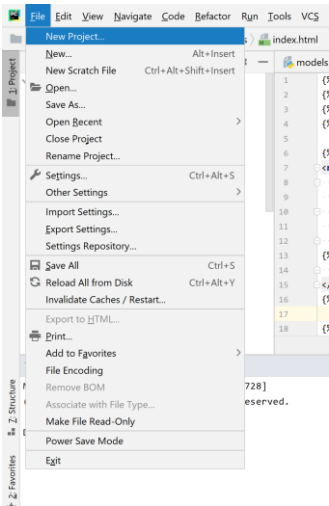 File Edit View Navigate Code Refactor Run Tools VCS
New Project...
index.html
New... Alt+Insert
New Scratch File Ctrl+Alt+Shift+Insert
models
Open...
1 {%
Save As...
2 {%
3 {%
Open Recent
4 {%
Close Project
5
Rename Project...
6 {%
Settings... Ctrl+Alt+S
7
Other Settings
8
9
Import Settings...
10
Export Settings...
11
Settings Repository...
12
Save All Ctrl+S
13 {%
Reload All from Disk Ctrl+Alt+Y
14
15 </
Invalidate Caches / Restart...
16 {%
Export to HTML...
17
Print...
18 {%
Add to Favorites
File Encoding
Remove BOM
728]
Associate with File Type...
eserved.
Make File Read-Only
Power Save Mode
Exit
1: Project
Z: Structure
2: Favorites